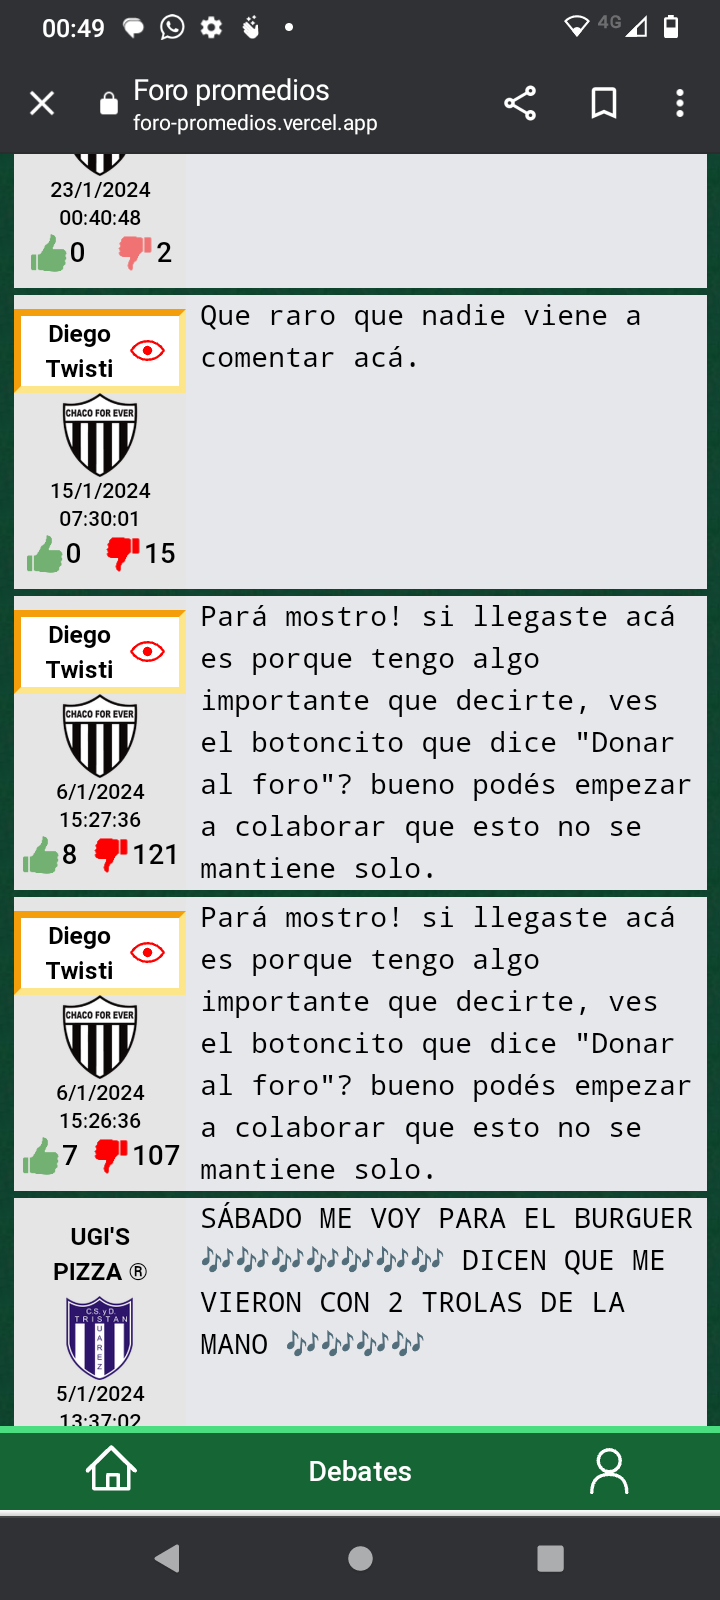 00:49
4G
Foro promedios
foro-promedios.vercel.app
23/1/2024
00:40:48
0 2
Diego
Twisti
CHACO FOR EVER
15/1/2024
07:30:01
0 15
Que raro que nadie viene a
comentar acá.
Diego
Twisti
CHACO FOR EVER
6/1/2024
15:27:36
8 121
Pará mostro! si llegaste acá
es porque tengo algo
importante que decirte, ves
el botoncito que dice "Donar
al foro"? bueno podés empezar
a colaborar que esto no se
mantiene solo.
Diego
Twisti
CHACO FOR EVER
6/1/2024
15:26:36
7 107
Pará mostro! si llegaste acá
es porque tengo algo
importante que decirte, ves
el botoncito que dice "Donar
al foro"? bueno podés empezar
a colaborar que esto no se
mantiene solo.
UGI'S
PIZZA ®
C.S. y D.
TRISTAN
SUAREZ
5/1/2024
13:37:02
SÁBADO ME VOY PARA EL BURGUER
🎶🎶🎶🎶🎶🎶🎶 DICEN QUE ME
VIERON CON 2 TROLAS DE LA
MANO 🎶🎶🎶🎶
Debates